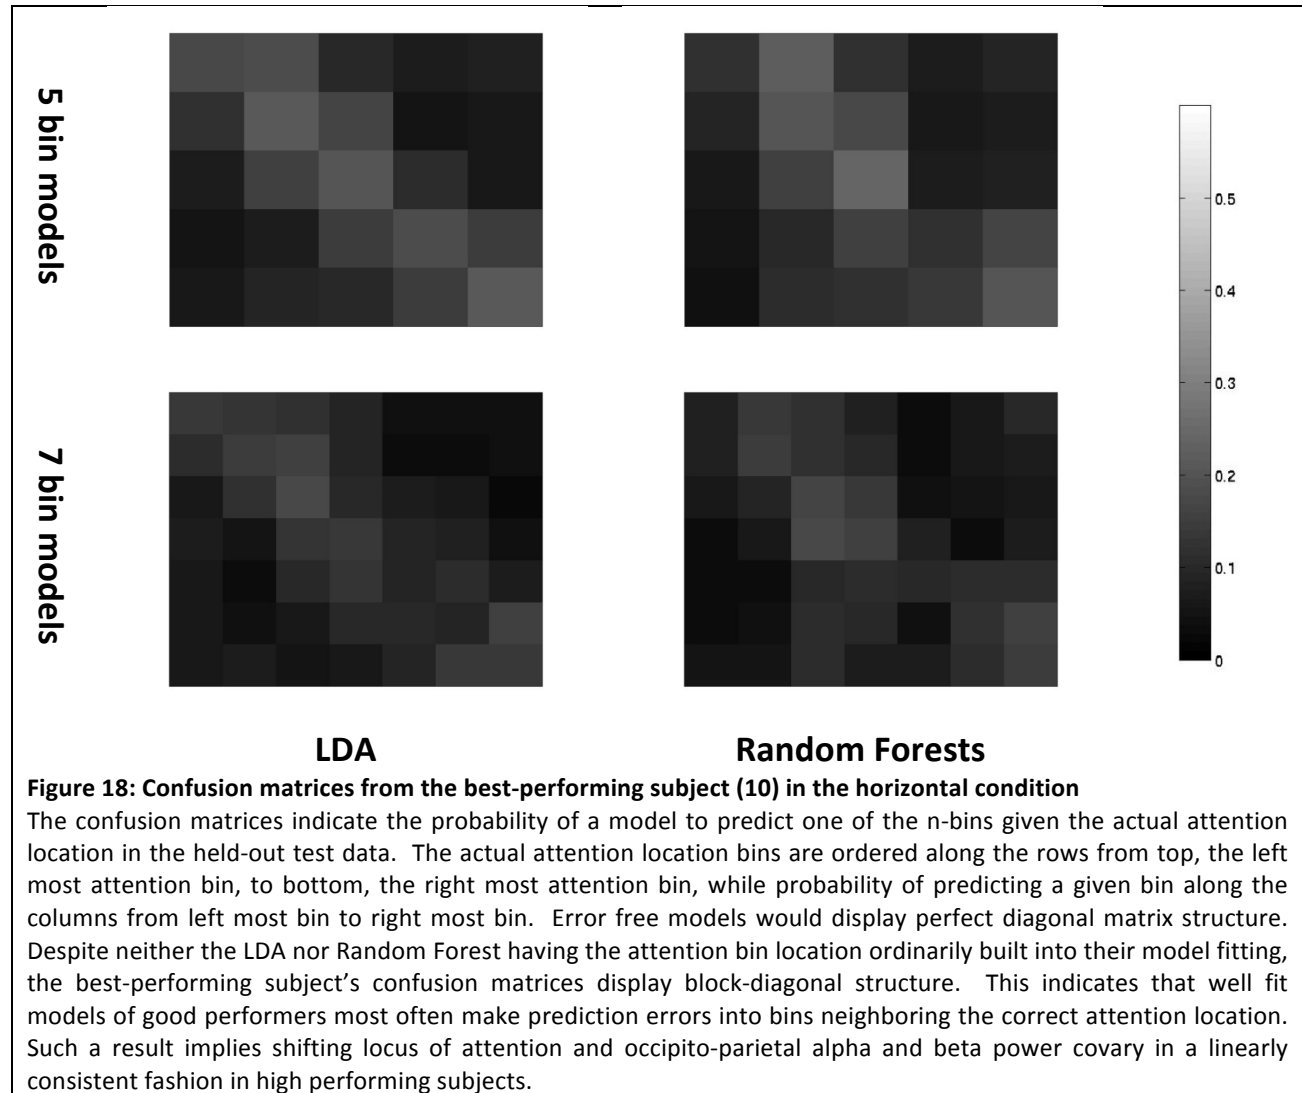 5 bin models
0.5
0.4
0.3
0.2
0.1
0
7 bin models
LDA
Random Forests
Figure 18: Confusion matrices from the best-performing subject (10) in the horizontal condition
The confusion matrices indicate the probability of a model to predict one of the n-bins given the actual attention
location in the held-out test data. The actual attention location bins are ordered along the rows from top, the left
most attention bin, to bottom, the right most attention bin, while probability of predicting a given bin along the
columns from left most bin to right most bin. Error free models would display perfect diagonal matrix structure.
Despite neither the LDA nor Random Forest having the attention bin location ordinarily built into their model fitting,
the best-performing subject's confusion matrices display block-diagonal structure. This indicates that well fit
models of good performers most often make prediction errors into bins neighboring the correct attention location.
Such a result implies shifting locus of attention and occipito-parietal alpha and beta power covary in a linearly
consistent fashion in high performing subjects.